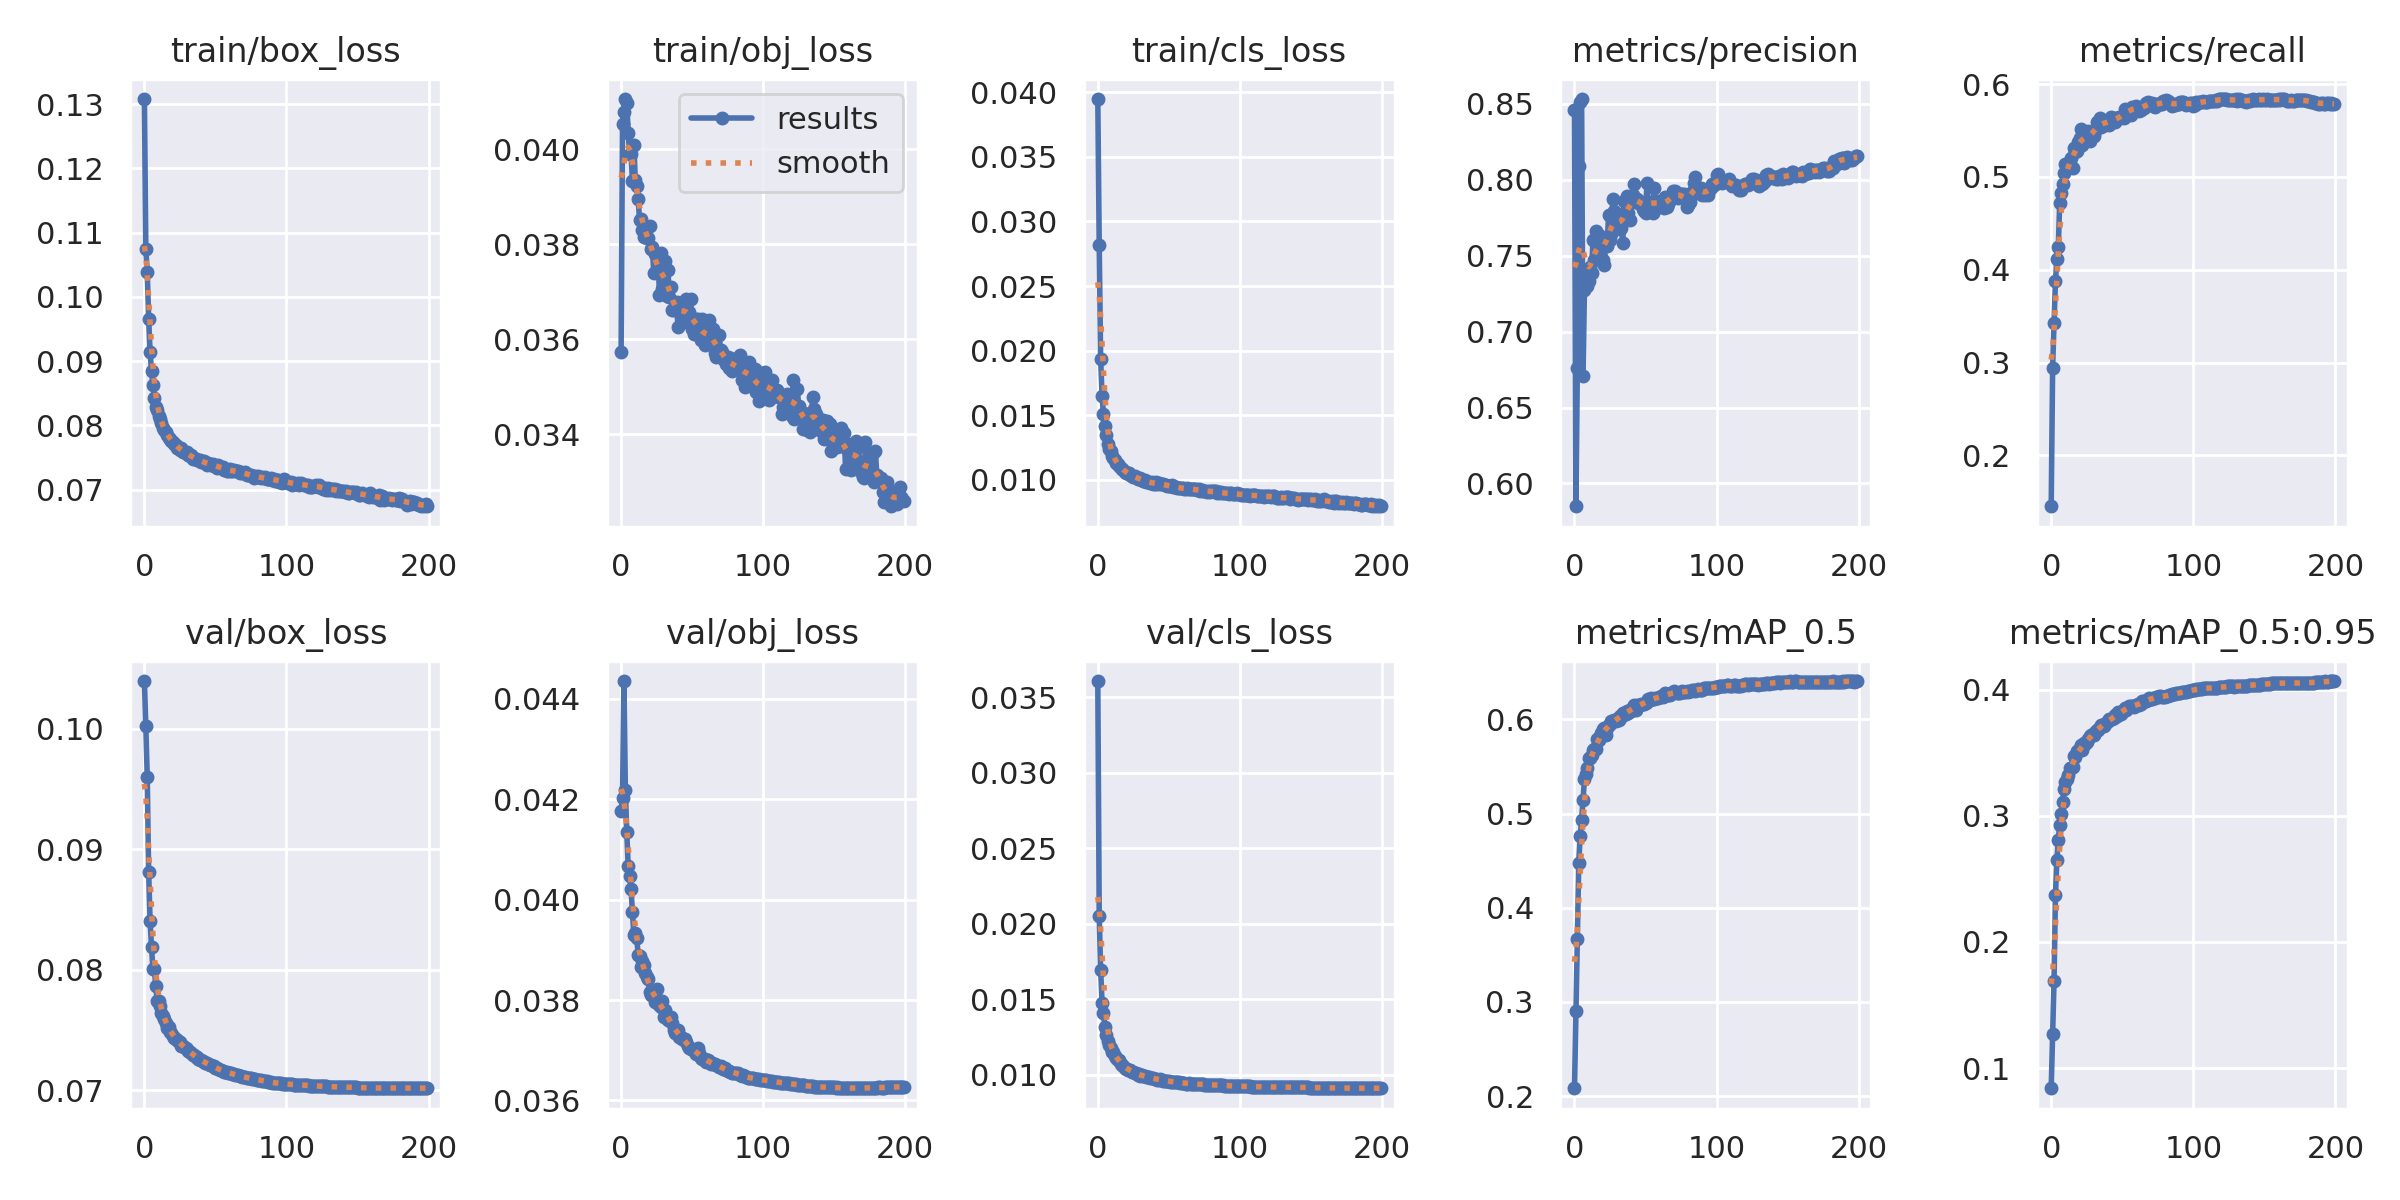 train/box_loss
0.13
0.12
0.11
0.10
0.09
0.08
0.07
0 100 200
train/obj_loss
results
smooth
0.040
0.038
0.036
0.034
0 100 200
train/cls_loss
0.040
0.035
0.030
0.025
0.020
0.015
0.010
0 100 200
metrics/precision
0.85
0.80
0.75
0.70
0.65
0.60
0 100 200
metrics/recall
0.6
0.5
0.4
0.3
0.2
0 100 200
val/box_loss
0.10
0.09
0.08
0.07
0 100 200
val/obj_loss
0.044
0.042
0.040
0.038
0.036
0 100 200
val/cls_loss
0.035
0.030
0.025
0.020
0.015
0.010
0 100 200
metrics/mAP_0.5
0.6
0.5
0.4
0.3
0.2
0 100 200
metrics/mAP_0.5:0.95
0.4
0.3
0.2
0.1
0 100 200